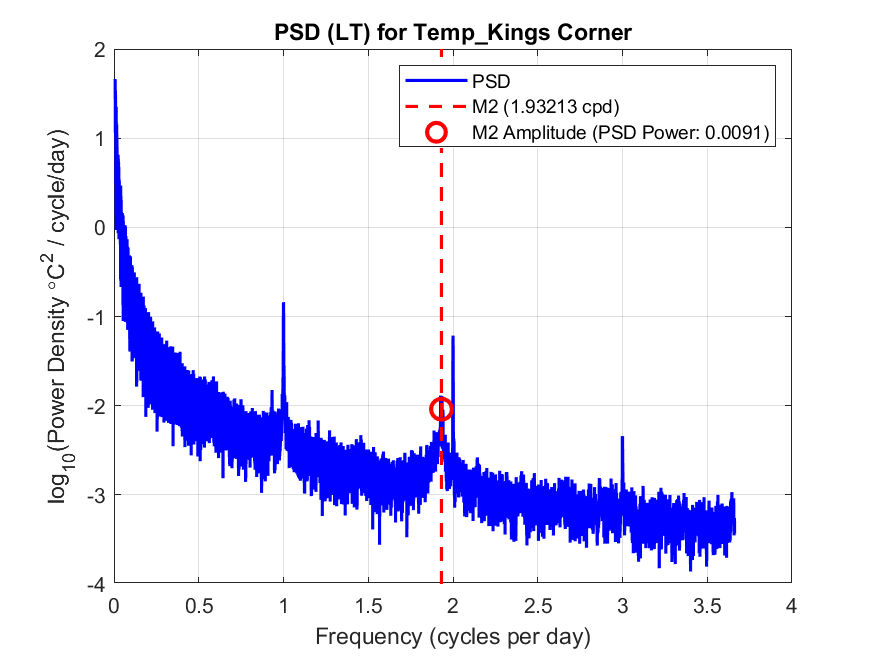 PSD (LT) for Temp_Kings Corner
PSD
M2 (1.93213 cpd)
M2 Amplitude (PSD Power: 0.0091)
log10(Power Density °C2 / cycle/day)
2
1
0
-1
-2
-3
-4
0 0.5 1 1.5 2 2.5 3 3.5 4
Frequency (cycles per day)